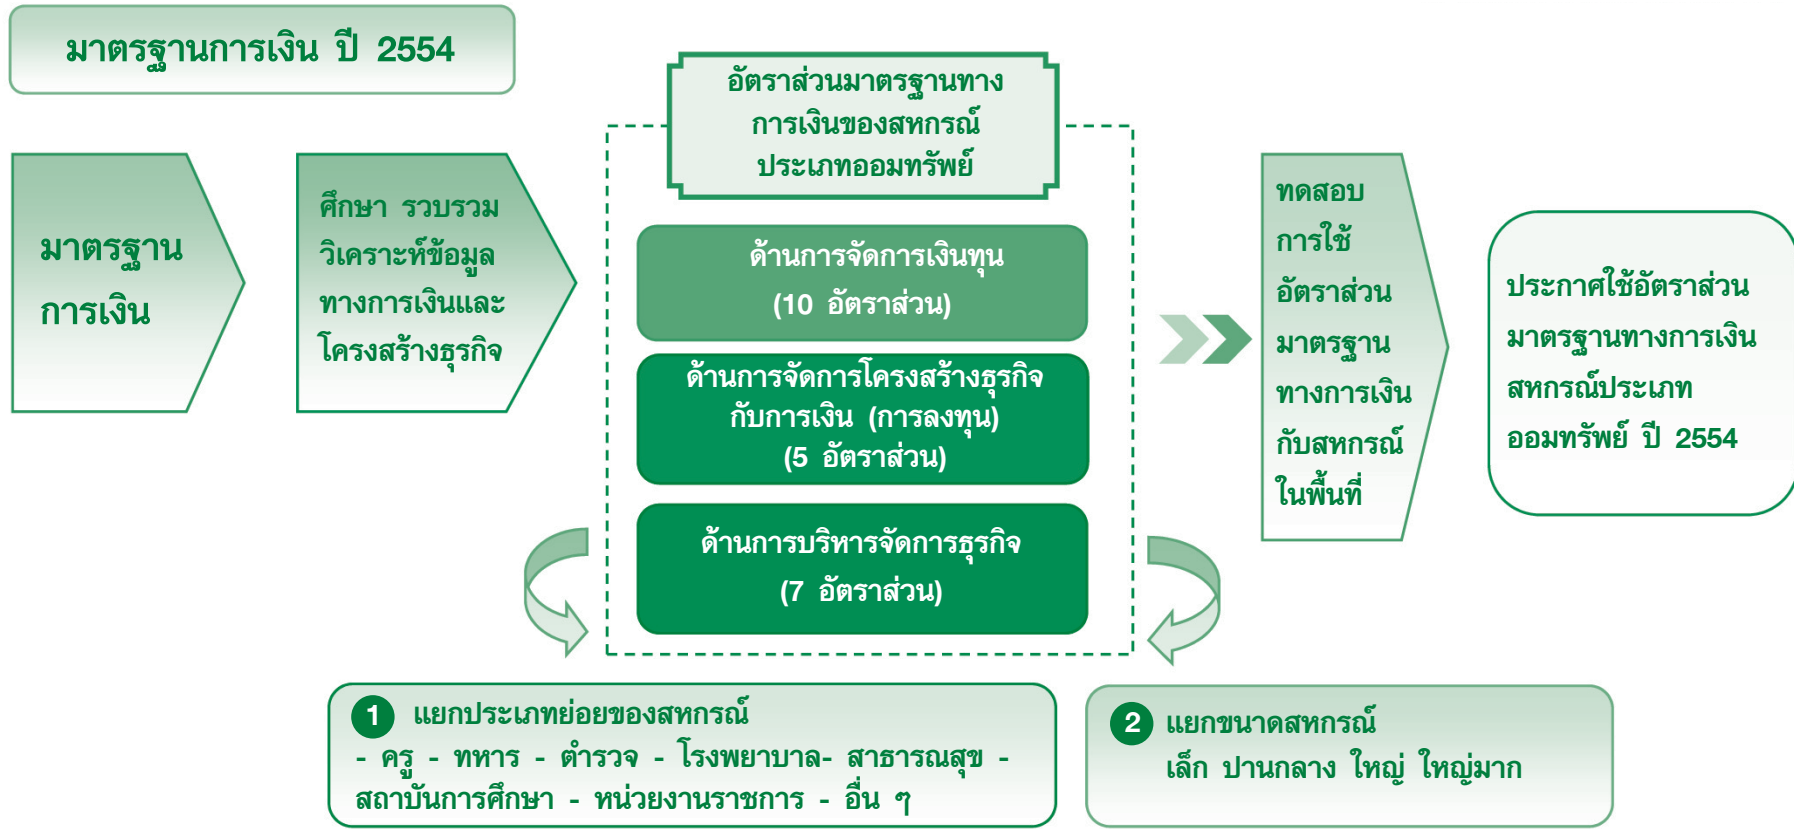 มาตรฐานการเงิน ปี 2554
มาตรฐาน
การเงิน
ศึกษา รวบรวม
วิเคราะห์ข้อมูล
ทางการเงินและ
โครงสร้างธุรกิจ
อัตราส่วนมาตรฐานทาง
การเงินของสหกรณ์
ประเภทออมทรัพย์
ด้านการจัดการเงินทุน
(10 อัตราส่วน)
ด้านการจัดการโครงสร้างธุรกิจ
กับการเงิน (การลงทุน)
(5 อัตราส่วน)
ด้านการบริหารจัดการธุรกิจ
(7 อัตราส่วน)
ทดสอบ
การใช้
อัตราส่วน
มาตรฐาน
ทางการเงิน
กับสหกรณ์
ในพื้นที่
ประกาศใช้อัตราส่วน
มาตรฐานทางการเงิน
สหกรณ์ประเภท
ออมทรัพย์ ปี 2554
1 แยกประเภทย่อยของสหกรณ์
- ครู - ทหาร - ตำรวจ - โรงพยาบาล- สาธารณสุข -
สถาบันการศึกษา - หน่วยงานราชการ - อื่น ๆ
2 แยกขนาดสหกรณ์
เล็ก ปานกลาง ใหญ่ ใหญ่มาก